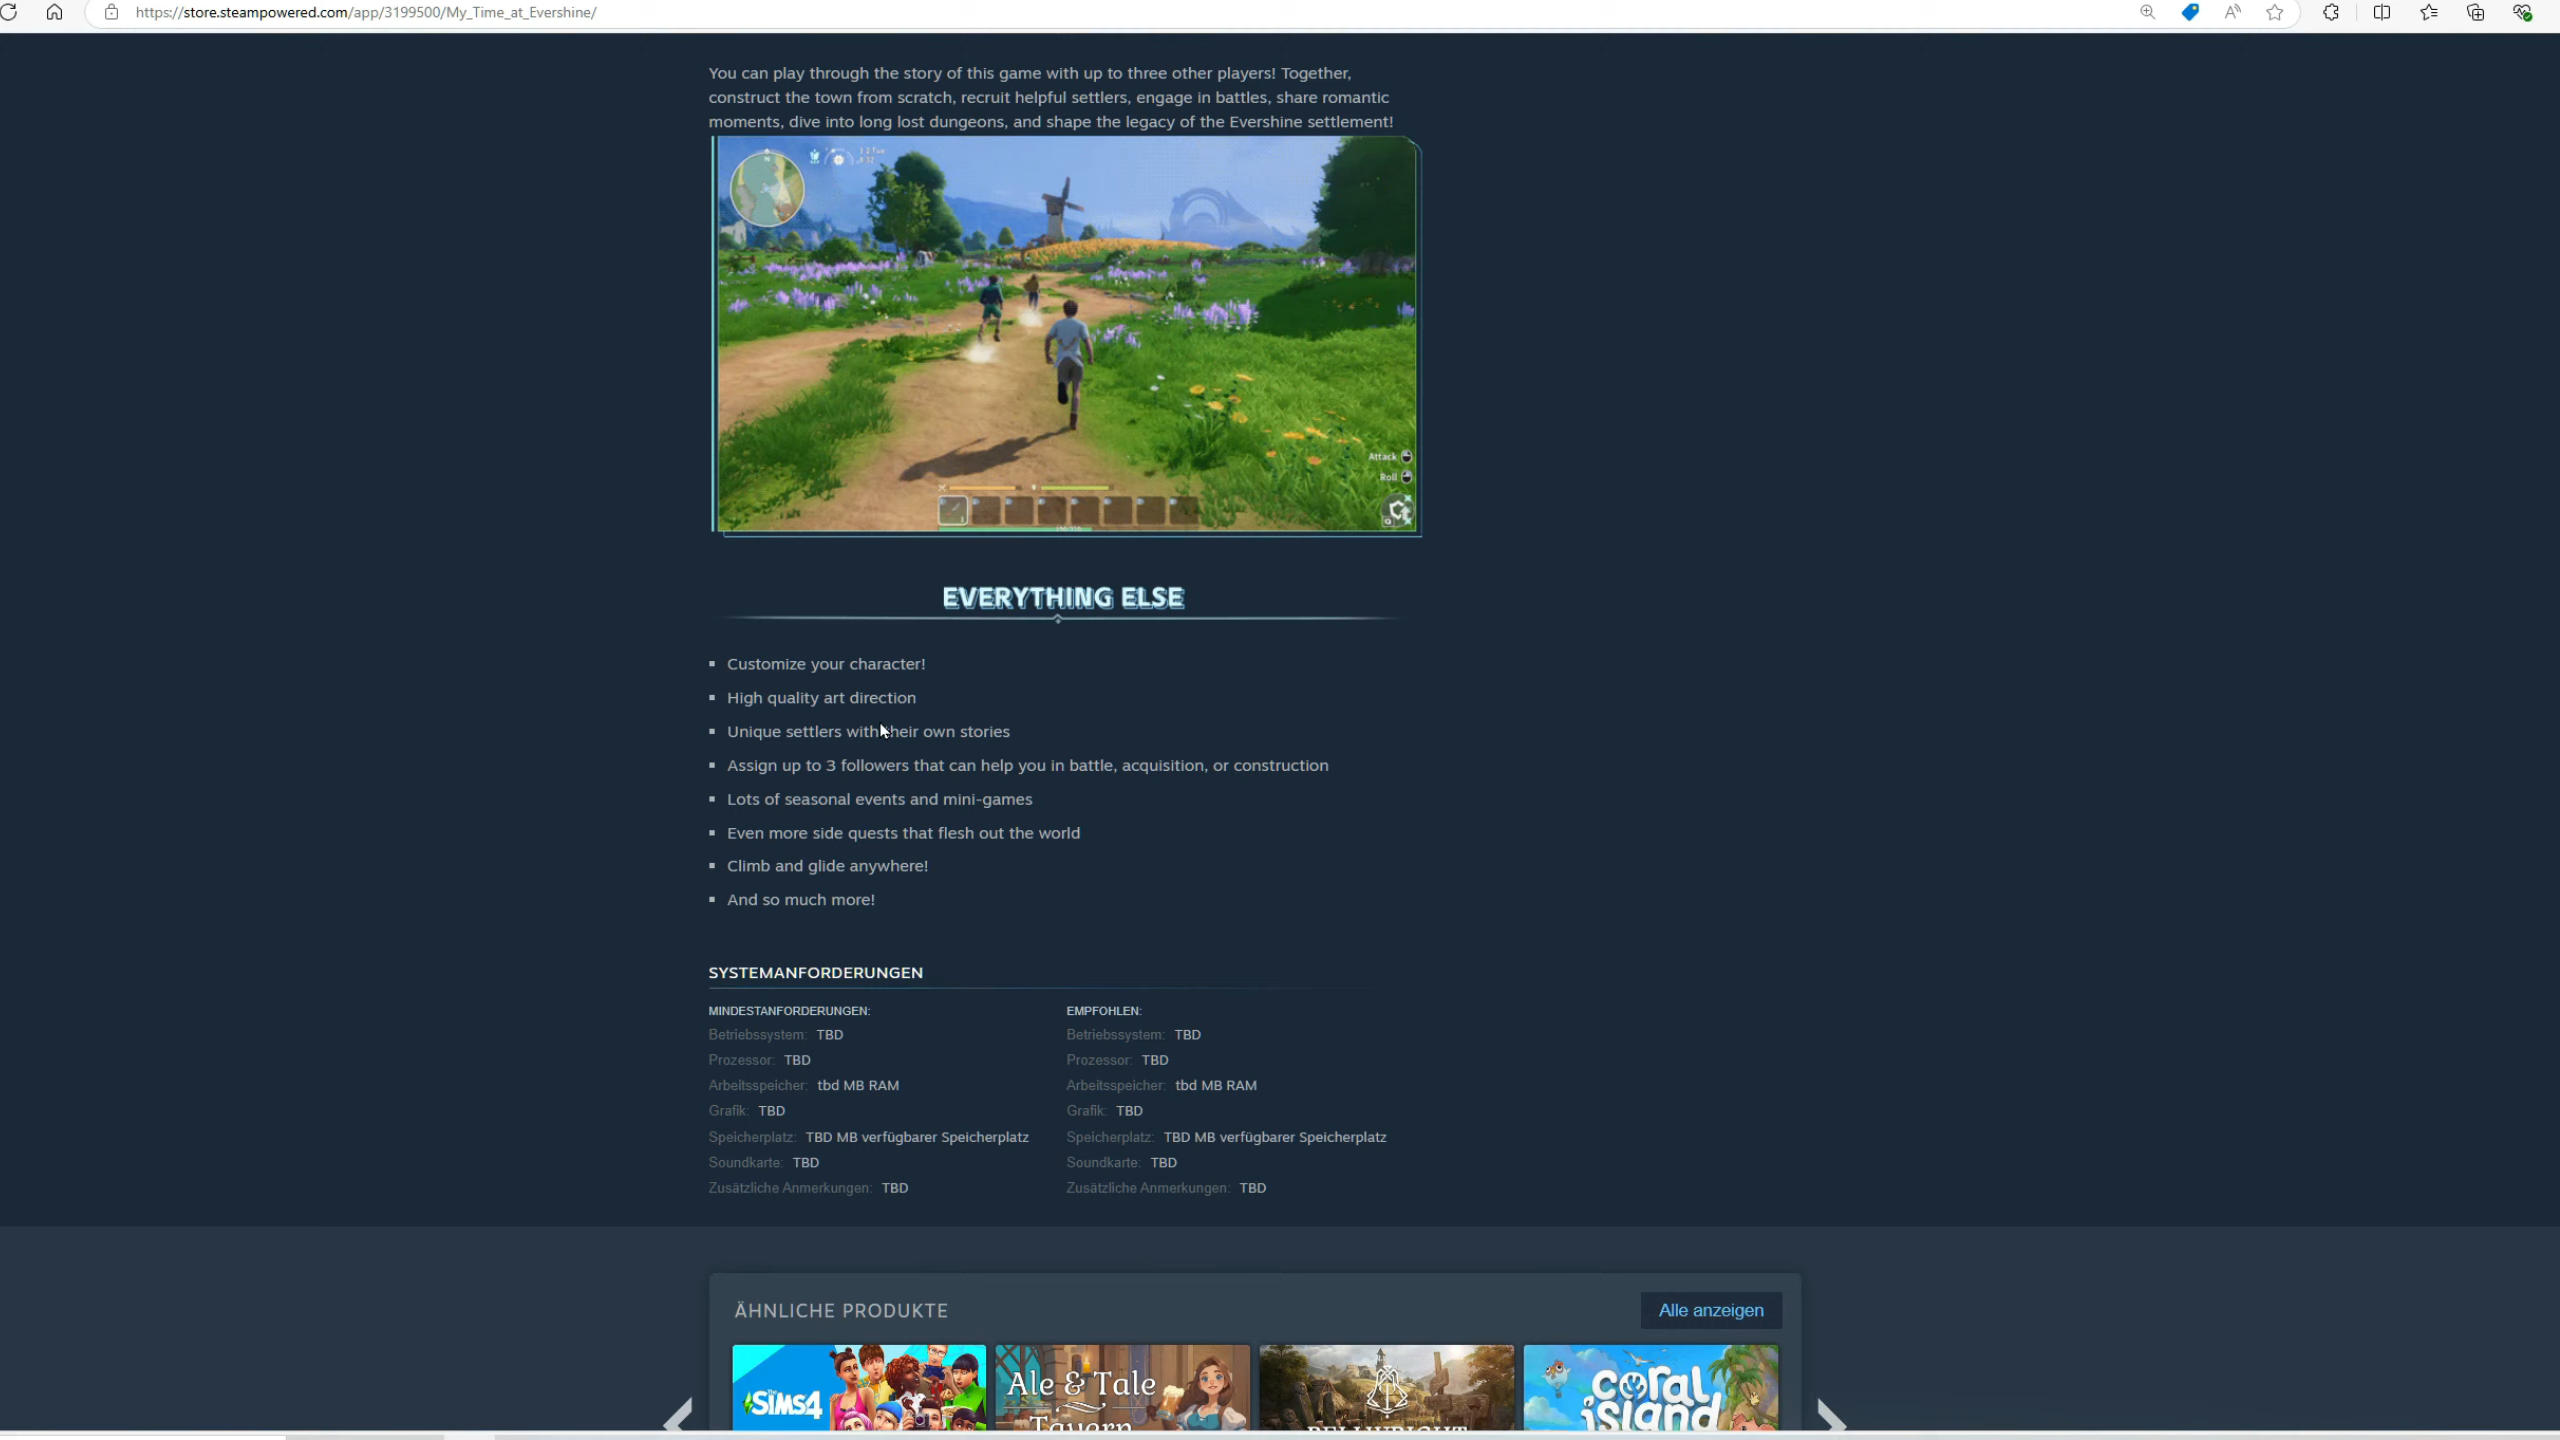 https://store.steampowered.com/app/3199500/My_Time_at_Evershine/
You can play through the story of this game with up to three other players! Together,
construct the town from scratch, recruit helpful settlers, engage in battles, share romantic
moments, dive into long lost dungeons, and shape the legacy of the Evershine settlement!
Attack
Roll
EVERYTHING ELSE
Customize your character!
High quality art direction
Unique settlers with their own stories
Assign up to 3 followers that can help you in battle, acquisition, or construction
Lots of seasonal events and mini-games
Even more side quests that flesh out the world
Climb and glide anywhere!
And so much more!
SYSTEMANFORDERUNGEN
MINDESTANFORDERUNGEN:
Betriebssystem: TBD
Prozessor: TBD
Arbeitsspeicher: tbd MB RAM
Grafik: TBD
Speicherplatz: TBD MB verfügbarer Speicherplatz
Soundkarte: TBD
Zusätzliche Anmerkungen: TBD
EMPFOHLEN:
Betriebssystem: TBD
Prozessor: TBD
Arbeitsspeicher: tbd MB RAM
Grafik: TBD
Speicherplatz: TBD MB verfügbarer Speicherplatz
Soundkarte: TBD
Zusätzliche Anmerkungen: TBD
ÄHNLICHE PRODUKTE
Alle anzeigen
THE SIMS4
Ale & Tale
Tavern
BELLWRIGHT
coral
island